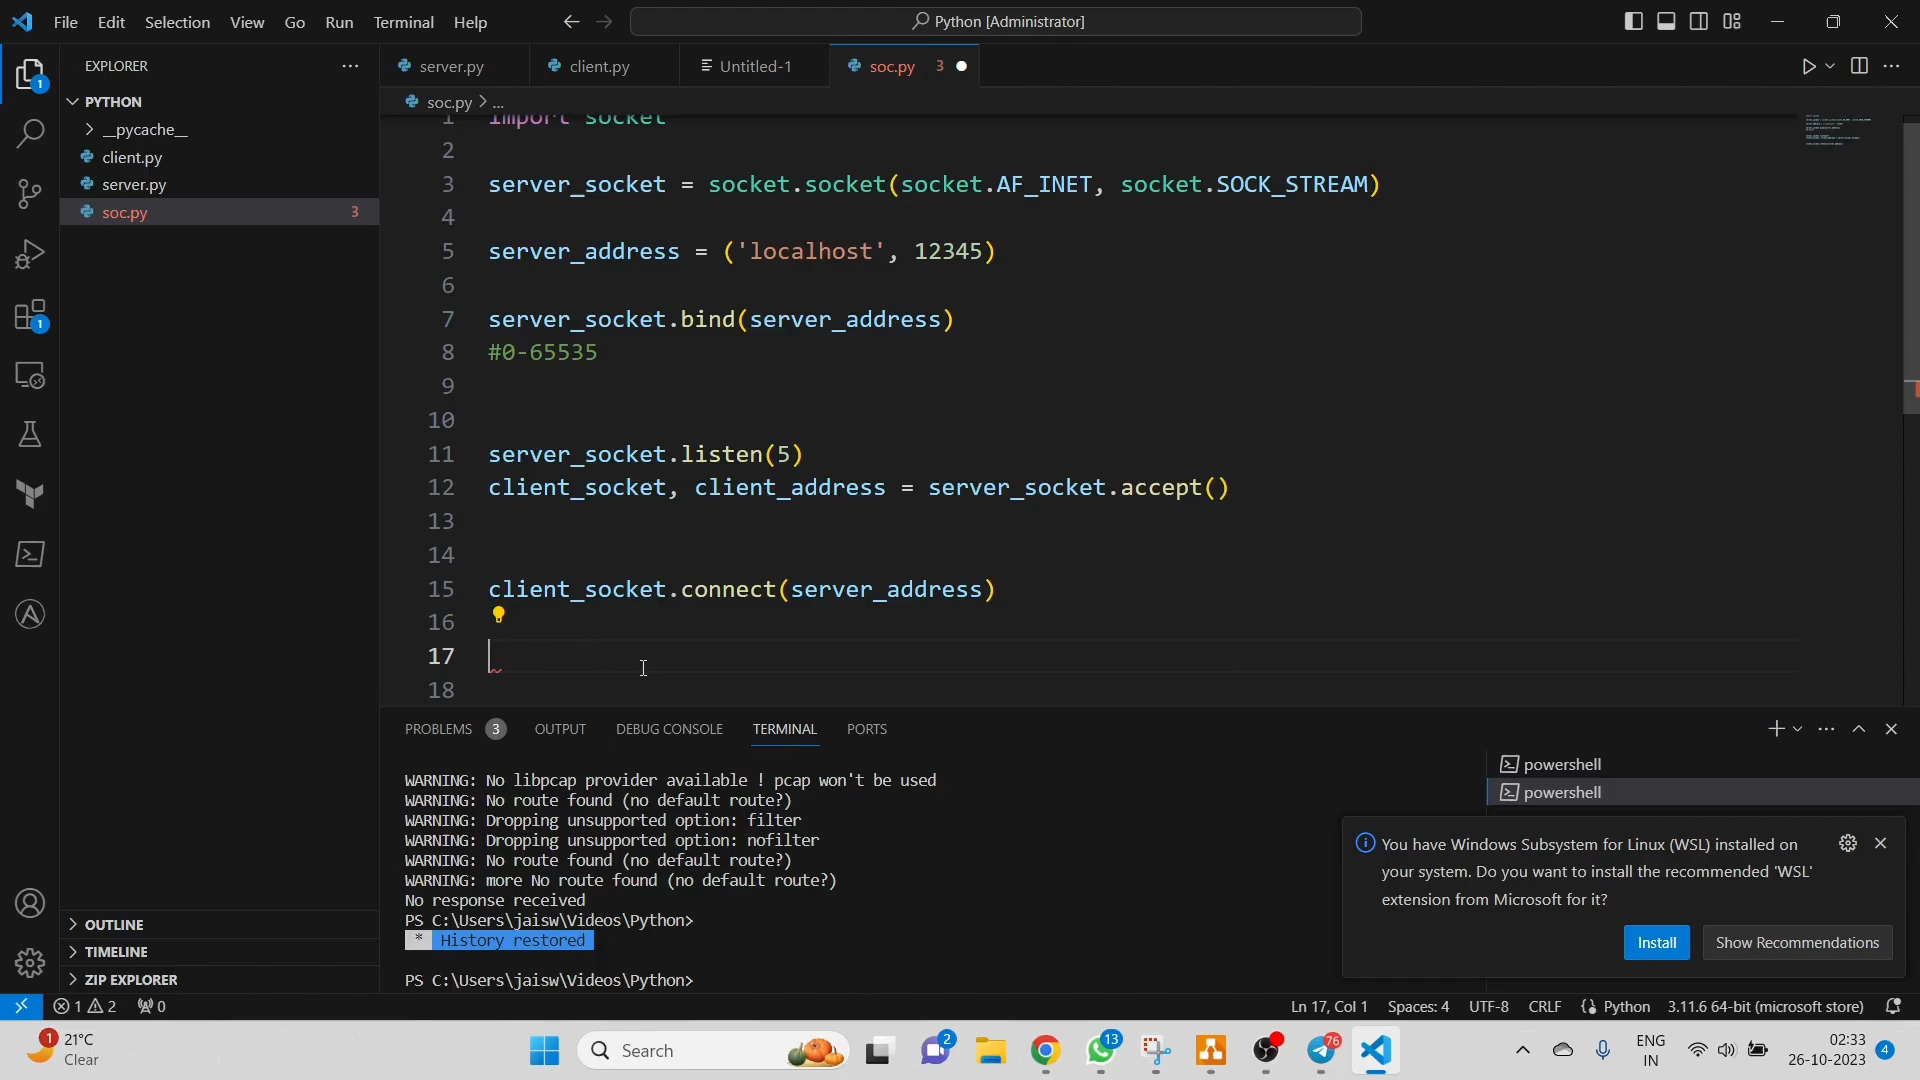 File Edit Selection View Go Run Terminal Help
Python [Administrator]
EXPLORER
server.py
client.py
Untitled-1
soc.py 3
PYTHON
__pycache__
client.py
server.py
soc.py 3
1
soc.py > ...
1 import socket
2
3 server_socket = socket.socket(socket.AF_INET, socket.SOCK_STREAM)
4
5 server_address = ('localhost', 12345)
6
7 server_socket.bind(server_address)
8 #0-65535
9
10
11 server_socket.listen(5)
12 client_socket, client_address = server_socket.accept()
13
14
15 client_socket.connect(server_address)
16
17
18
1
PROBLEMS 3 OUTPUT DEBUG CONSOLE TERMINAL PORTS
WARNING: No libpcap provider available ! pcap won't be used
WARNING: No route found (no default route?)
WARNING: Dropping unsupported option: filter
WARNING: Dropping unsupported option: nofilter
WARNING: No route found (no default route?)
WARNING: more No route found (no default route?)
No response received
PS C:\Users\jaisw\Videos\Python>
* History restored
PS C:\Users\jaisw\Videos\Python>
powershell
powershell
You have Windows Subsystem for Linux (WSL) installed on
your system. Do you want to install the recommended 'WSL'
extension from Microsoft for it?
Install
Show Recommendations
OUTLINE
TIMELINE
ZIP EXPLORER
1 2 0
Ln 17, Col 1 Spaces: 4 UTF-8 CRLF {} Python 3.11.6 64-bit (microsoft store)
1
21°C
Clear
Search
2
13
76
ENG
IN
02:33
26-10-2023
4